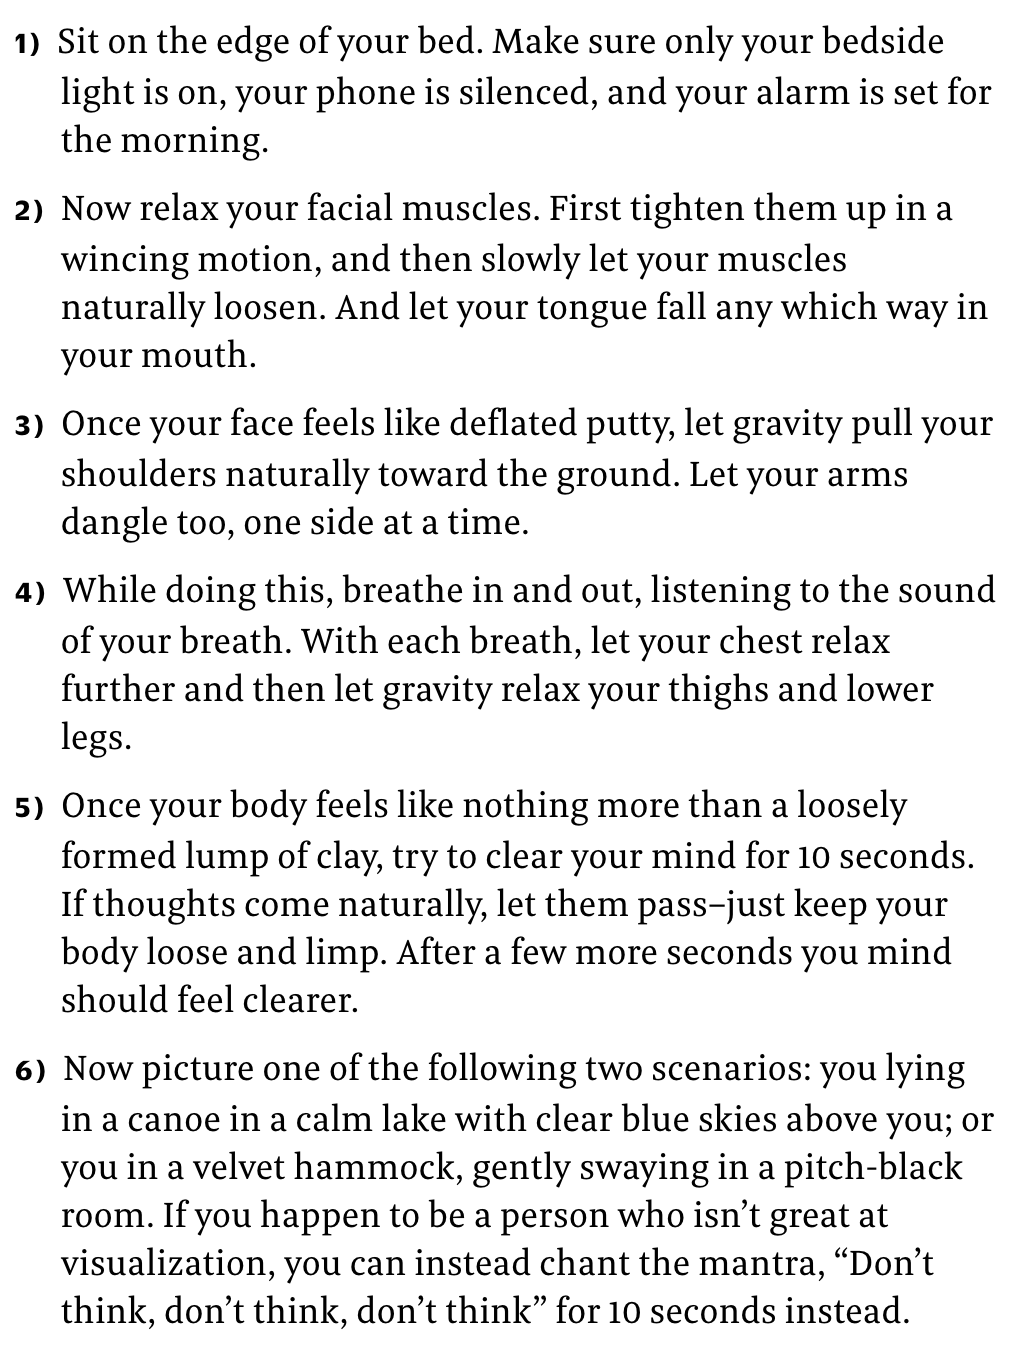 1) Sit on the edge of your bed. Make sure only your bedside
light is on, your phone is silenced, and your alarm is set for
the morning.
2) Now relax your facial muscles. First tighten them up in a
wincing motion, and then slowly let your muscles
naturally loosen. And let your tongue fall any which way in
your mouth.
3) Once your face feels like deflated putty, let gravity pull your
shoulders naturally toward the ground. Let your arms
dangle too, one side at a time.
4) While doing this, breathe in and out, listening to the sound
of your breath. With each breath, let your chest relax
further and then let gravity relax your thighs and lower
legs.
5) Once your body feels like nothing more than a loosely
formed lump of clay, try to clear your mind for 10 seconds.
If thoughts come naturally, let them pass–just keep your
body loose and limp. After a few more seconds you mind
should feel clearer.
6) Now picture one of the following two scenarios: you lying
in a canoe in a calm lake with clear blue skies above you; or
you in a velvet hammock, gently swaying in a pitch-black
room. If you happen to be a person who isn’t great at
visualization, you can instead chant the mantra, “Don’t
think, don’t think, don’t think” for 10 seconds instead.